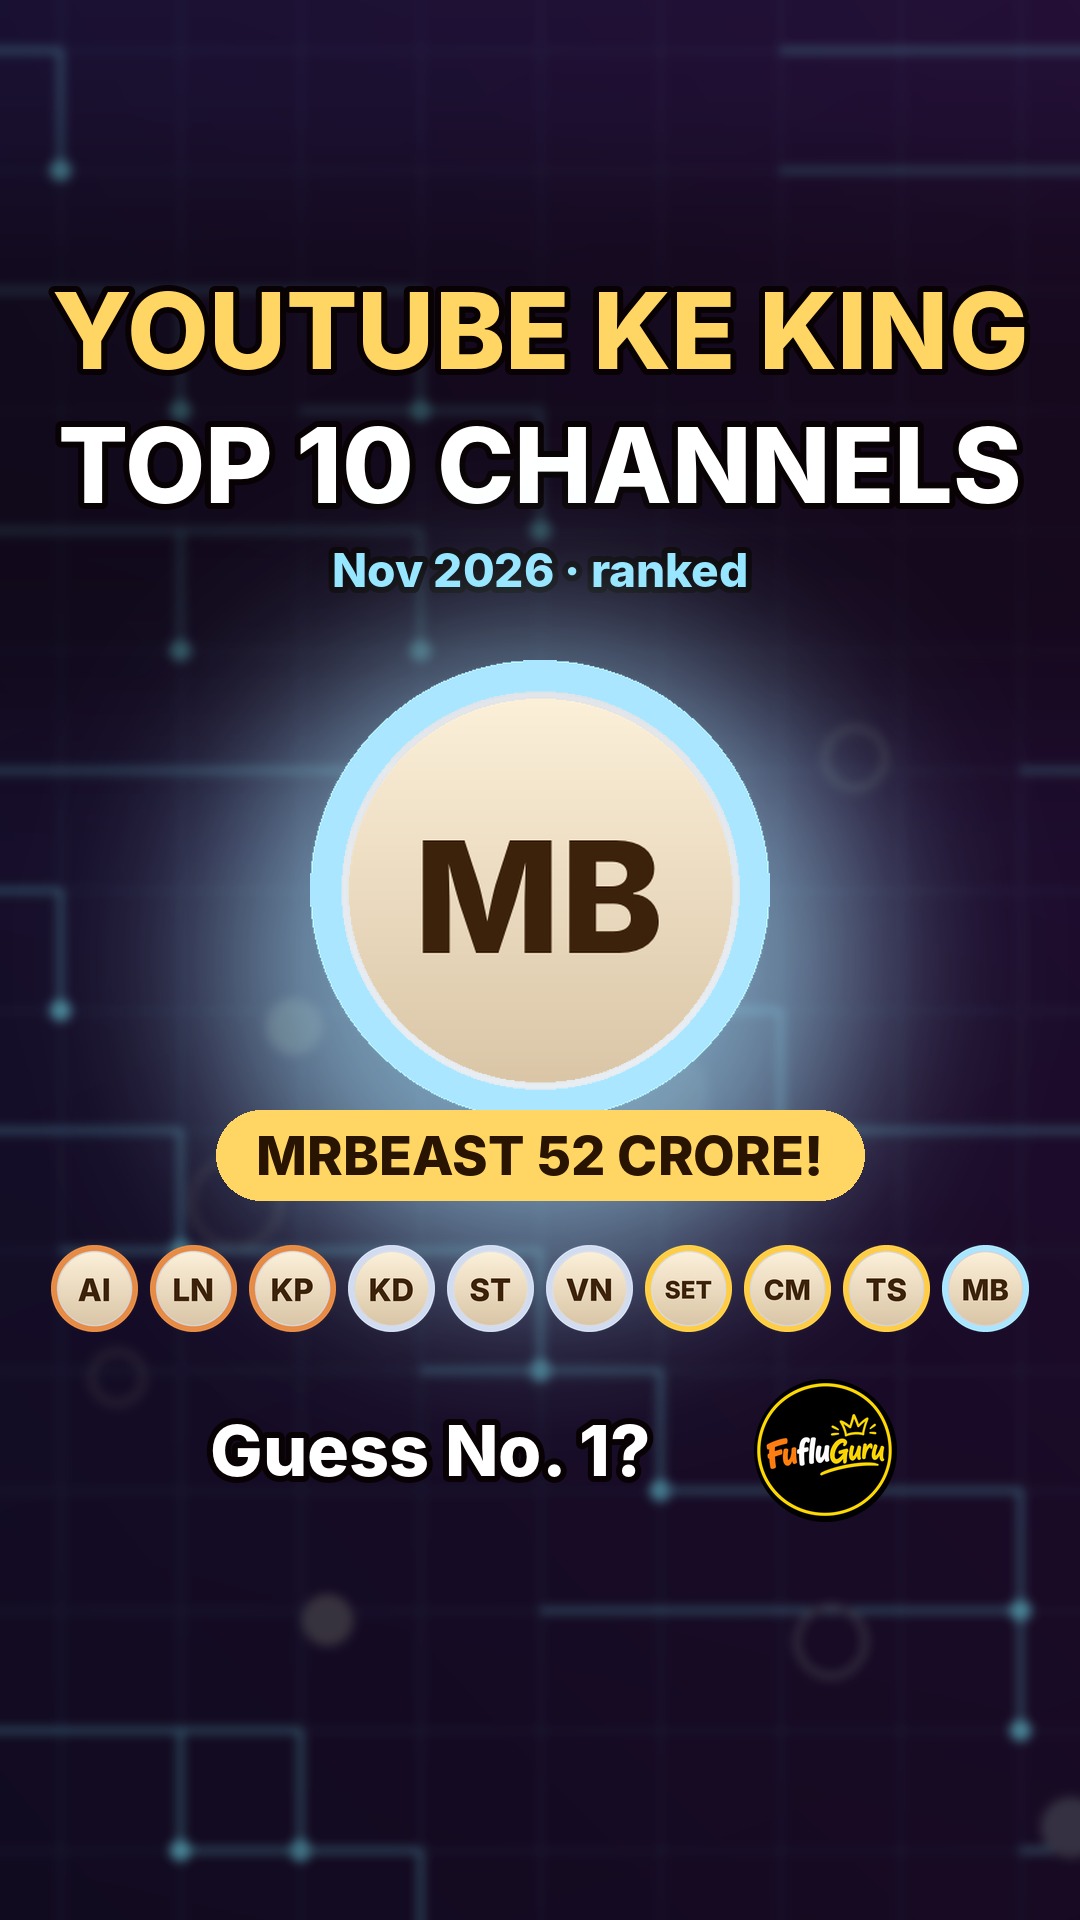 YOUTUBE KE KING
TOP 10 CHANNELS
Nov 2026 · ranked
MB
MRBEAST 52 CRORE!
AI LN KP KD ST VN SET CM TS MB
Guess No. 1?
FufluGuru